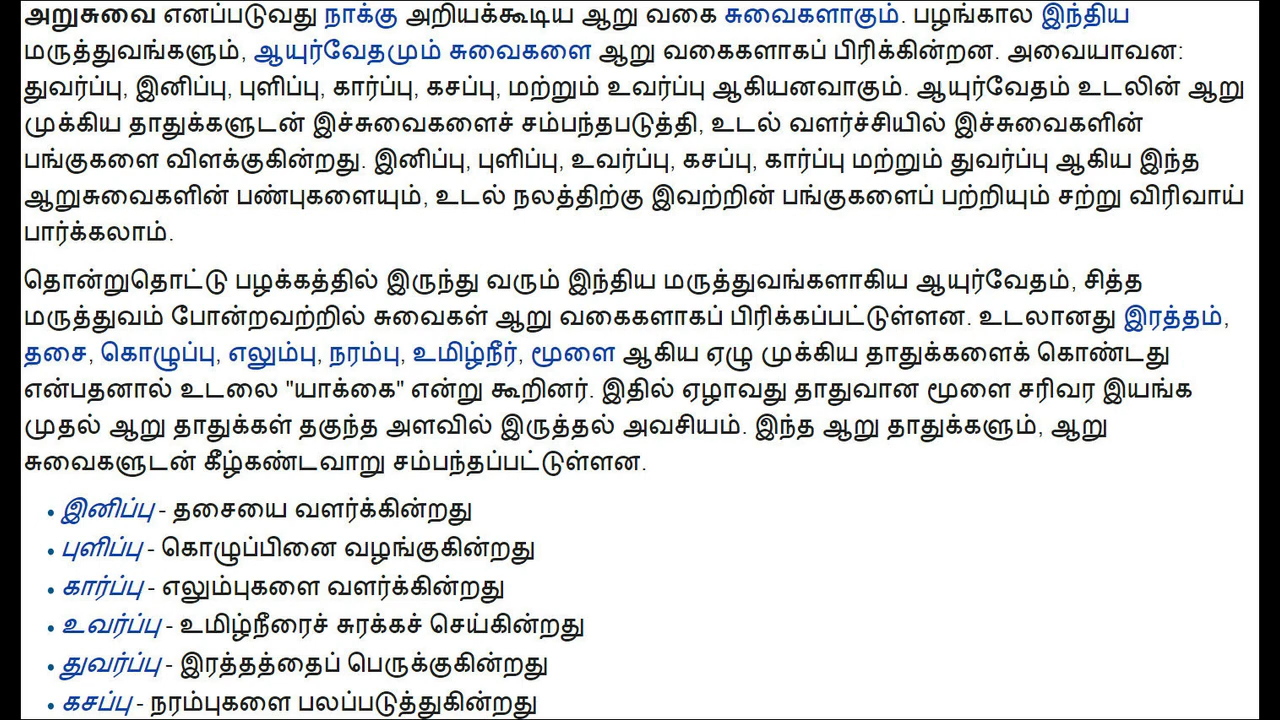 அறுசுவை எனப்படுவது நாக்கு அறியக்கூடிய ஆறு வகை சுவைகளாகும். பழங்கால இந்திய
மருத்துவங்களும், ஆயுர்வேதமும் சுவைகளை ஆறு வகைகளாகப் பிரிக்கின்றன. அவையாவன:
துவர்ப்பு, இனிப்பு, புளிப்பு, கார்ப்பு, கசப்பு, மற்றும் உவர்ப்பு ஆகியனவாகும். ஆயுர்வேதம் உடலின் ஆறு
முக்கிய தாதுக்களுடன் இச்சுவைகளைச் சம்பந்தபடுத்தி, உடல் வளர்ச்சியில் இச்சுவைகளின்
பங்குகளை விளக்குகின்றது. இனிப்பு, புளிப்பு, உவர்ப்பு, கசப்பு, கார்ப்பு மற்றும் துவர்ப்பு ஆகிய இந்த
ஆறுசுவைகளின் பண்புகளையும், உடல் நலத்திற்கு இவற்றின் பங்குகளைப் பற்றியும் சற்று விரிவாய்
பார்க்கலாம்.
தொன்றுதொட்டு பழக்கத்தில் இருந்து வரும் இந்திய மருத்துவங்களாகிய ஆயுர்வேதம், சித்த
மருத்துவம் போன்றவற்றில் சுவைகள் ஆறு வகைகளாகப் பிரிக்கப்பட்டுள்ளன. உடலானது இரத்தம்,
தசை, கொழுப்பு, எலும்பு, நரம்பு, உமிழ்நீர், மூளை ஆகிய ஏழு முக்கிய தாதுக்களைக் கொண்டது
என்பதனால் உடலை "யாக்கை" என்று கூறினர். இதில் ஏழாவது தாதுவான மூளை சரிவர இயங்க
முதல் ஆறு தாதுக்கள் தகுந்த அளவில் இருத்தல் அவசியம். இந்த ஆறு தாதுக்களும், ஆறு
சுவைகளுடன் கீழ்கண்டவாறு சம்பந்தப்பட்டுள்ளன.
• இனிப்பு - தசையை வளர்க்கின்றது
• புளிப்பு - கொழுப்பினை வழங்குகின்றது
• கார்ப்பு - எலும்புகளை வளர்க்கின்றது
• உவர்ப்பு - உமிழ்நீரைச் சுரக்கச் செய்கின்றது
• துவர்ப்பு - இரத்தத்தைப் பெருக்குகின்றது
• கசப்பு - நரம்புகளை பலப்படுத்துகின்றது